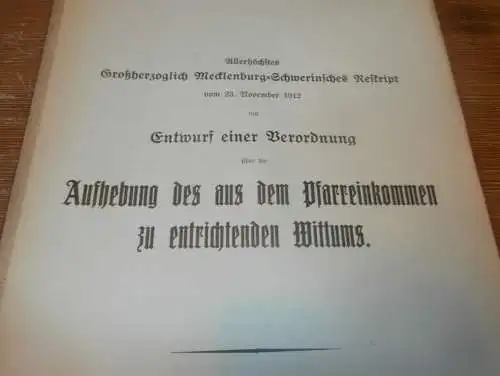 Allerhöchstes
Großherzoglich Mecklenburg-Schwerinsches Reskript
vom 23. November 1912
mit
Entwurf einer Verordnung
über die
Aufhebung des aus dem Pfarreinkommen
zu entrichtenden Wittums.